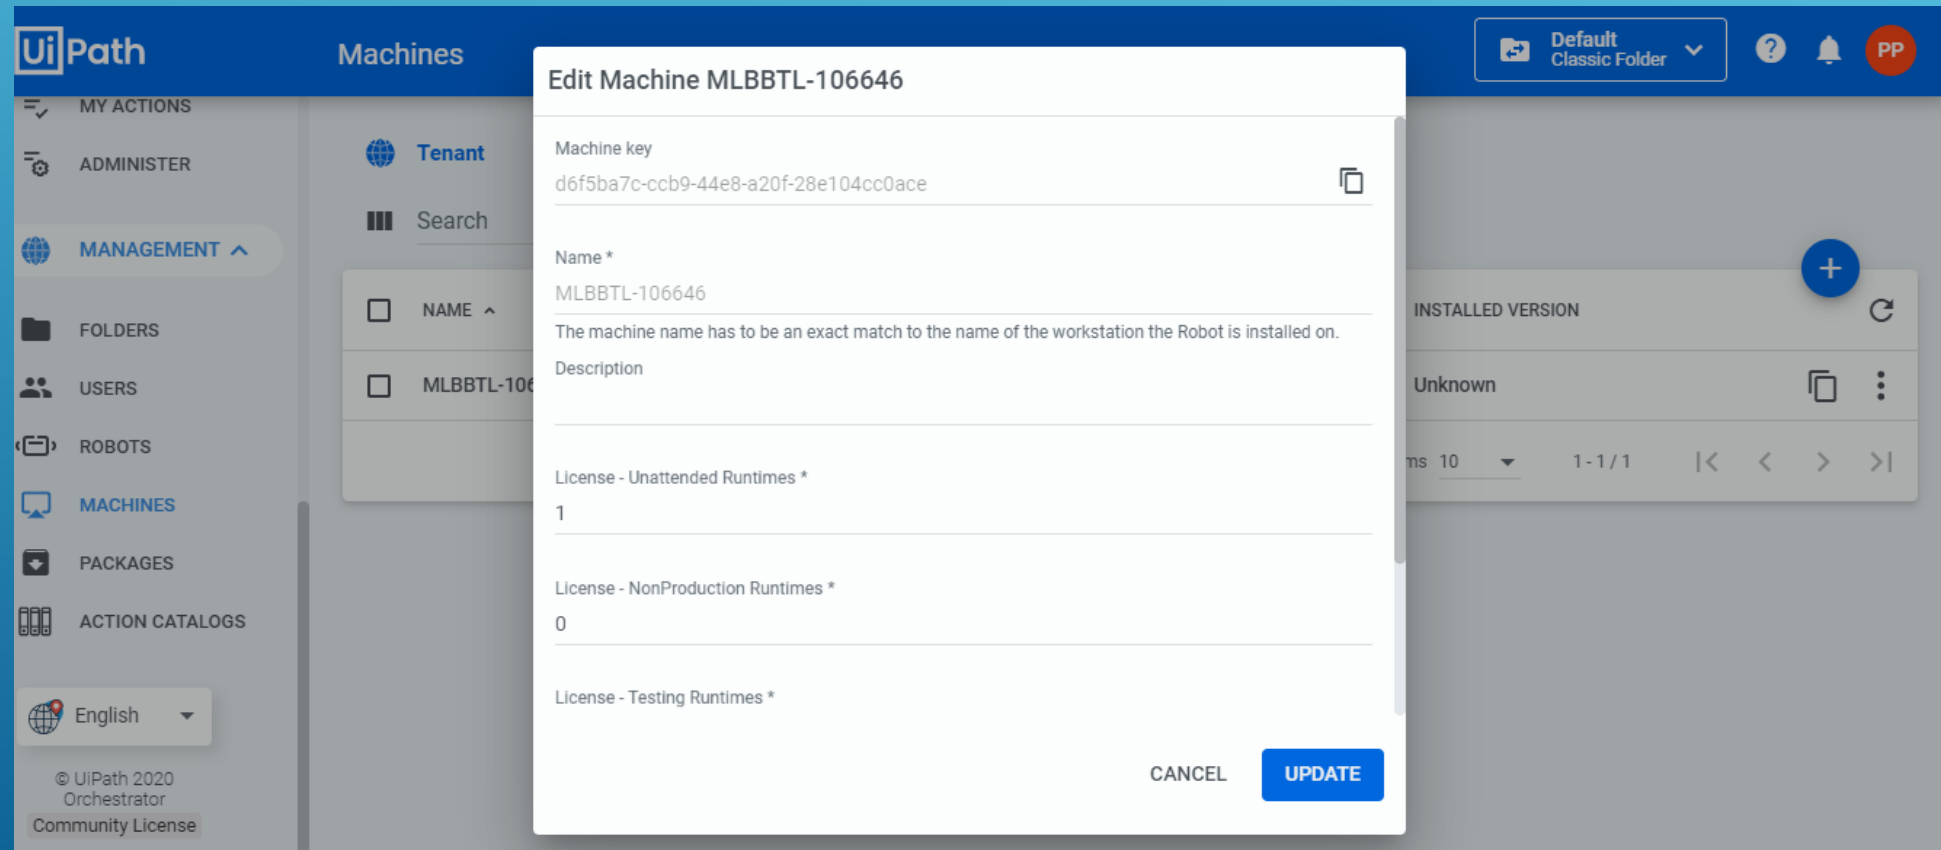 UiPath
Machines
Default
Classic Folder
?
PP
MY ACTIONS
ADMINISTER
MANAGEMENT
FOLDERS
USERS
ROBOTS
MACHINES
PACKAGES
ACTION CATALOGS
English
© UiPath 2020
Orchestrator
Community License
Tenant
Search
NAME
INSTALLED VERSION
MLBBTL-106
Unknown
ms 10
1 - 1 / 1
Edit Machine MLBBTL-106646
Machine key
d6f5ba7c-ccb9-44e8-a20f-28e104cc0ace
Name *
MLBBTL-106646
The machine name has to be an exact match to the name of the workstation the Robot is installed on.
Description
License - Unattended Runtimes *
1
License - NonProduction Runtimes *
0
License - Testing Runtimes *
CANCEL
UPDATE